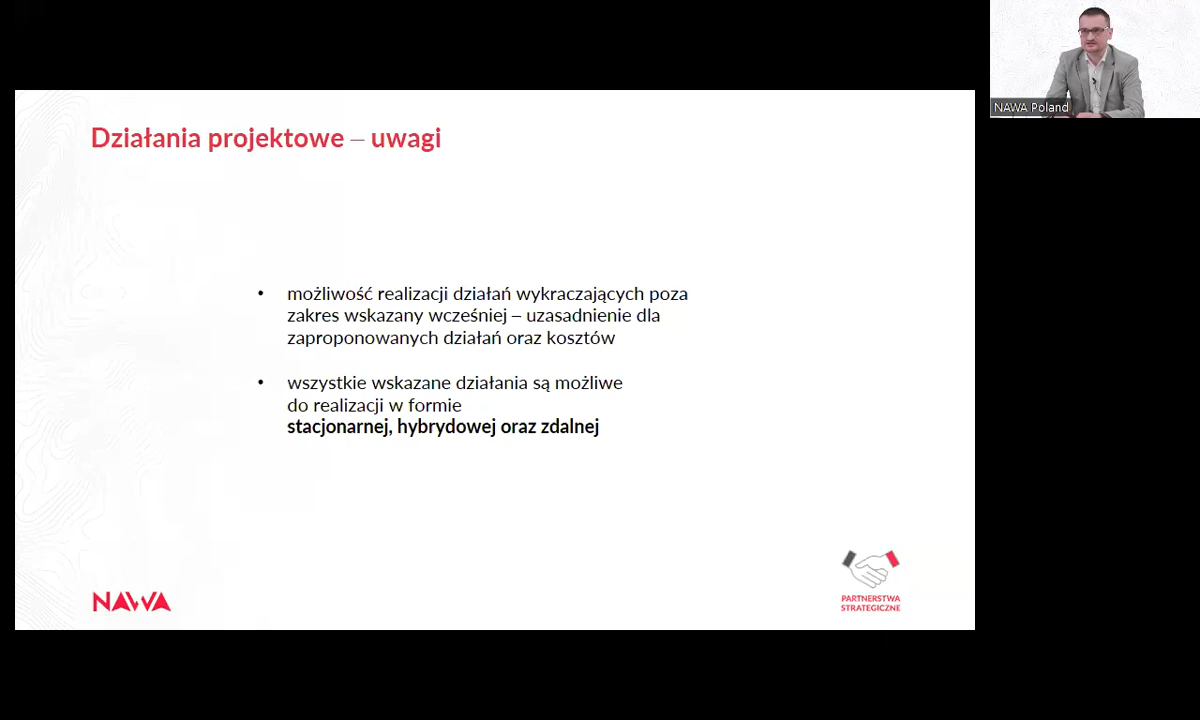 NAWA Poland
Działania projektowe – uwagi
• możliwość realizacji działań wykraczających poza
zakres wskazany wcześniej – uzasadnienie dla
zaproponowanych działań oraz kosztów
• wszystkie wskazane działania są możliwe
do realizacji w formie
stacjonarnej, hybrydowej oraz zdalnej
NAWA
PARTNERSTWA
STRATEGICZNE